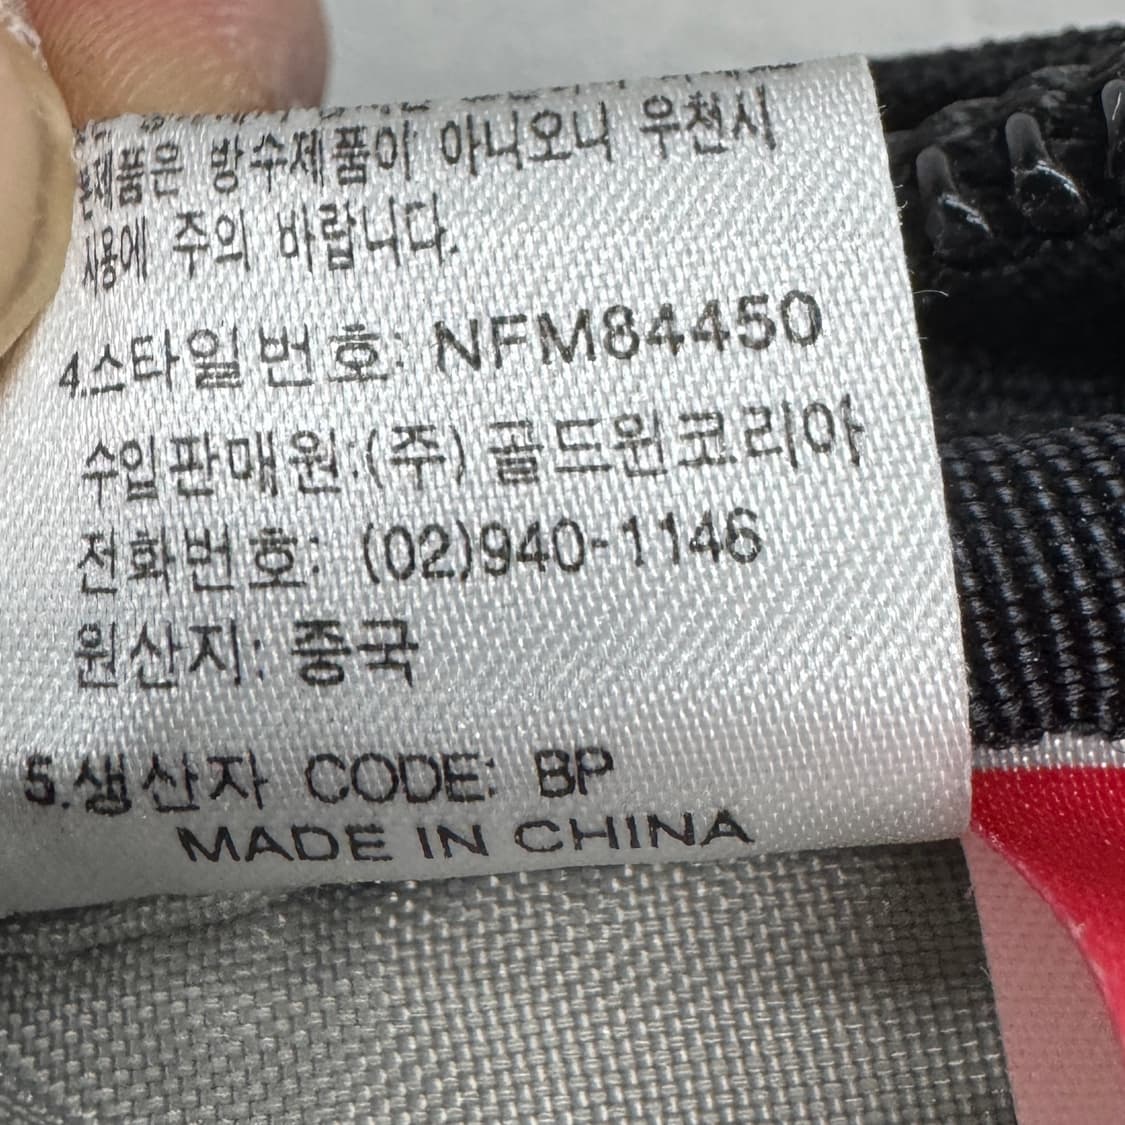 본제품은 방수제품이 아니오니 우천시
사용에 주의 바랍니다.
4.스타일번호: NFM84450
수입판매원:(주) 골드윈코리아
전화번호: (02)940-1146
원산지: 중국
5.생산자 CODE: BP
MADE IN CHINA